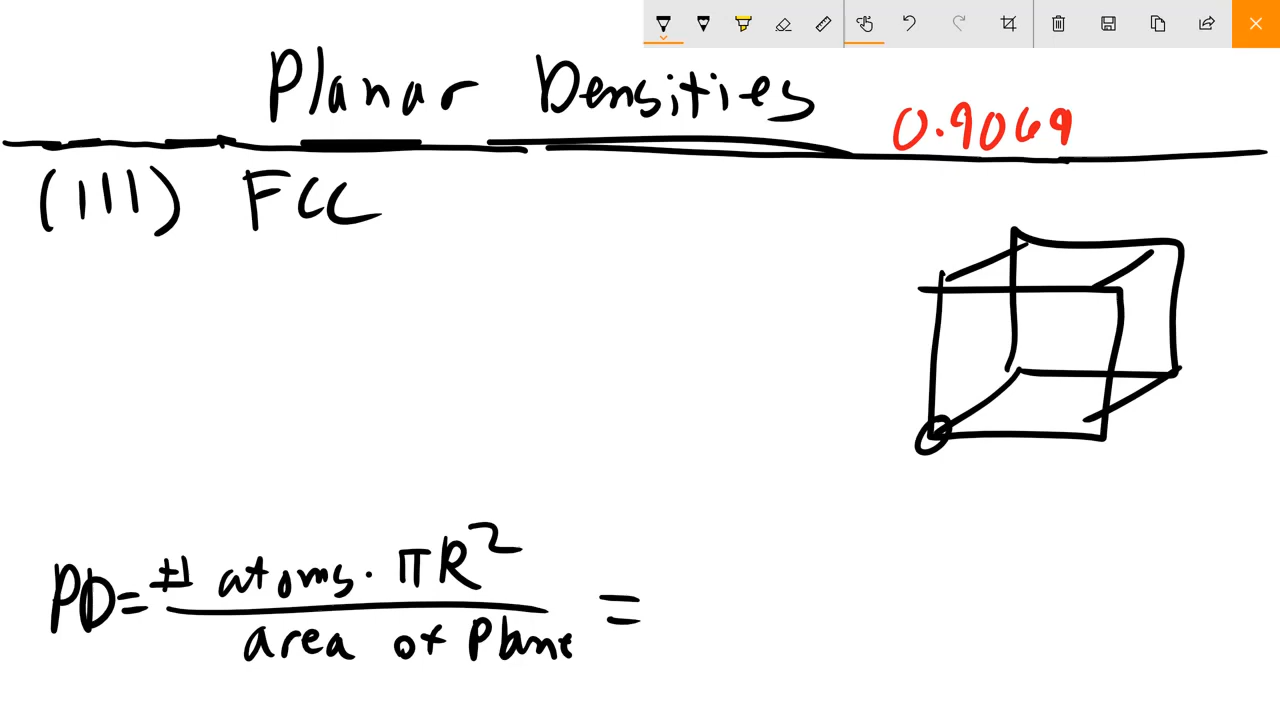 Planar Densities
0.9069
(111) FCC
PD = # atoms · πR²
area of Plane =